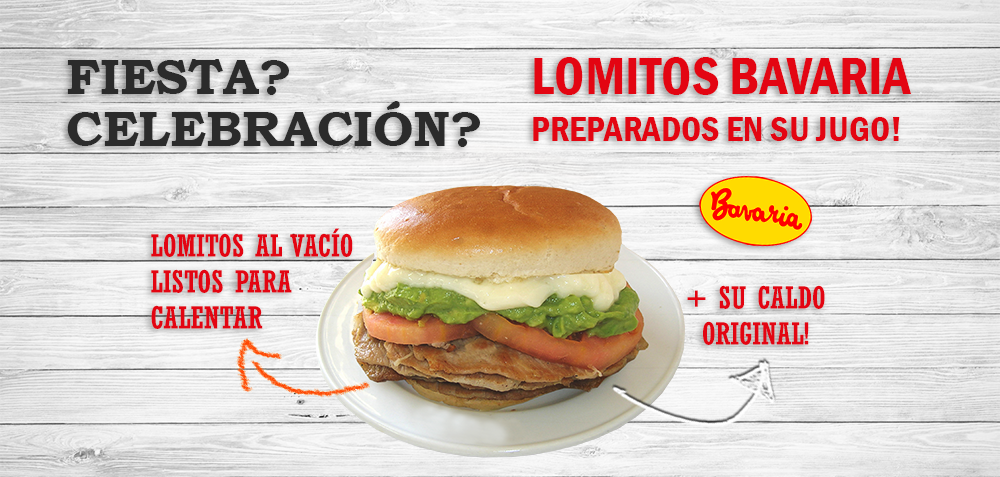 FIESTA?
CELEBRACIÓN?
LOMITOS BAVARIA
PREPARADOS EN SU JUGO!
Bavaria
LOMITOS AL VACÍO
LISTOS PARA
CALENTAR
+ SU CALDO
ORIGINAL!